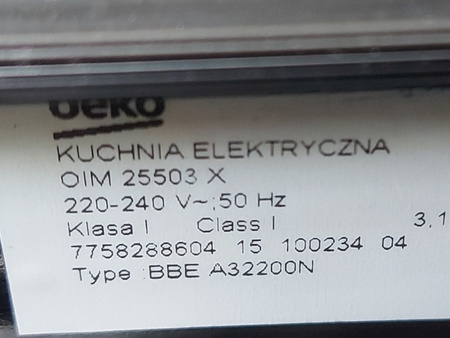 beko
KUCHNIA ELEKTRYCZNA
OIM 25503 X
220-240 V~;50 Hz
Klasa I Class I 3,1
7758288604 15 100234 04
Type :BBE A32200N